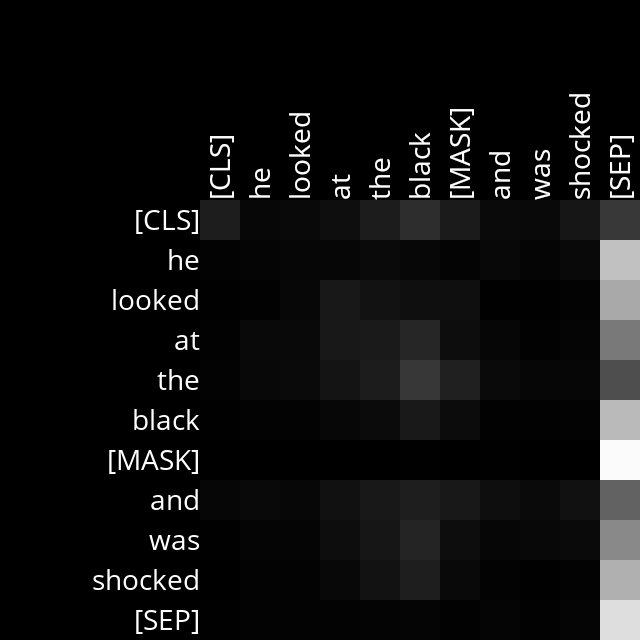 [CLS] he looked at the black [MASK] and was shocked [SEP]
[CLS]
he
looked
at
the
black
[MASK]
and
was
shocked
[SEP]